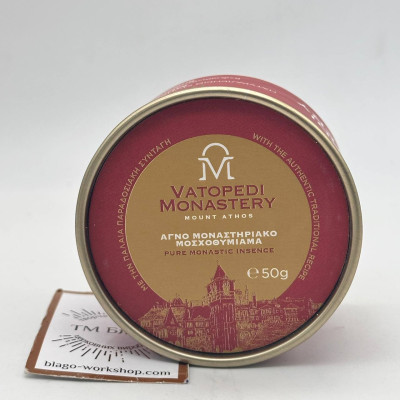 M
VATOPEDI
MONASTERY
MOUNT ATHOS
ΑΓΝΟ ΜΟΝΑΣΤΗΡΙΑΚΟ
ΜΟΣΧΟΘΥΜΙΑΜΑ
PURE MONASTIC INSENCE
℮50g
ΜΕ ΤΗΝ ΠΑΛΑΙΑ ΠΑΡΑΔΟΣΙΑΚΗ ΣΥΝΤΑΓΗ
WITH THE AUTHENTIC TRADITIONAL RECIPE
ТМ
blago-workshop.com